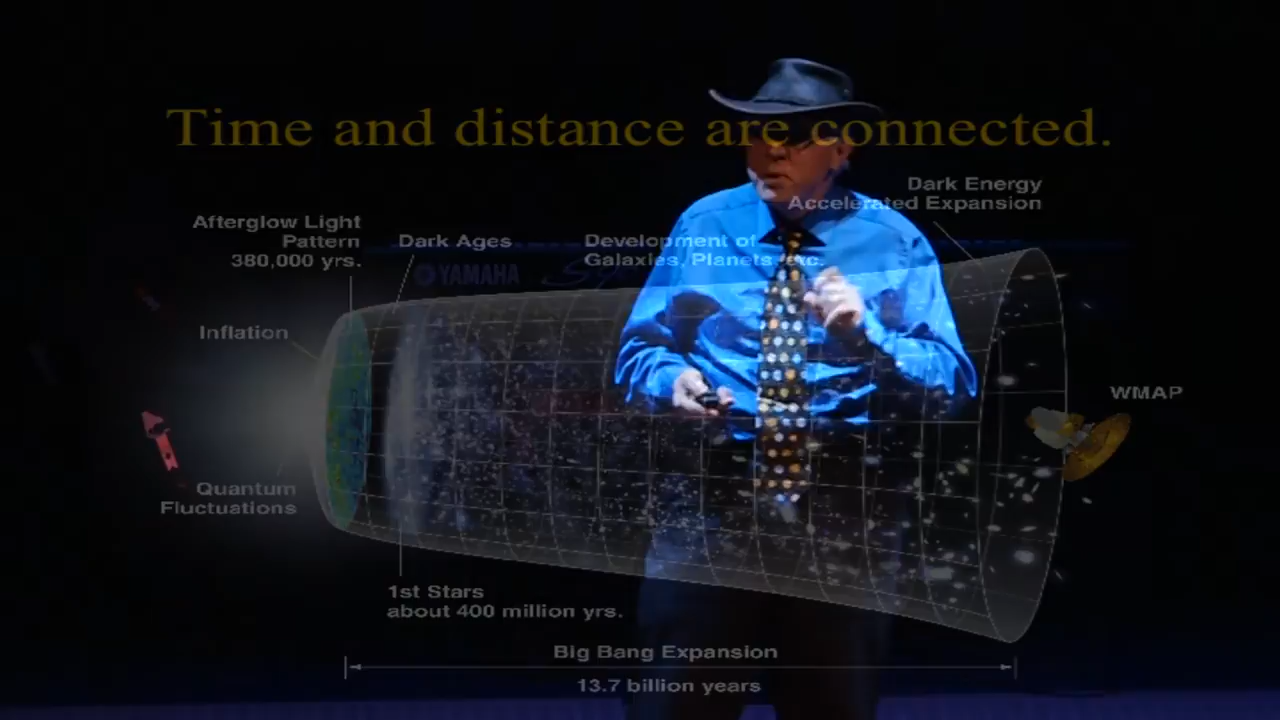 Time and distance are connected.
Dark Energy
Accelerated Expansion
Afterglow Light
Pattern
380,000 yrs.
Dark Ages
Development of
Galaxies, Planets, etc.
YAMAHA
Inflation
WMAP
Quantum
Fluctuations
1st Stars
about 400 million yrs.
Big Bang Expansion
13.7 billion years